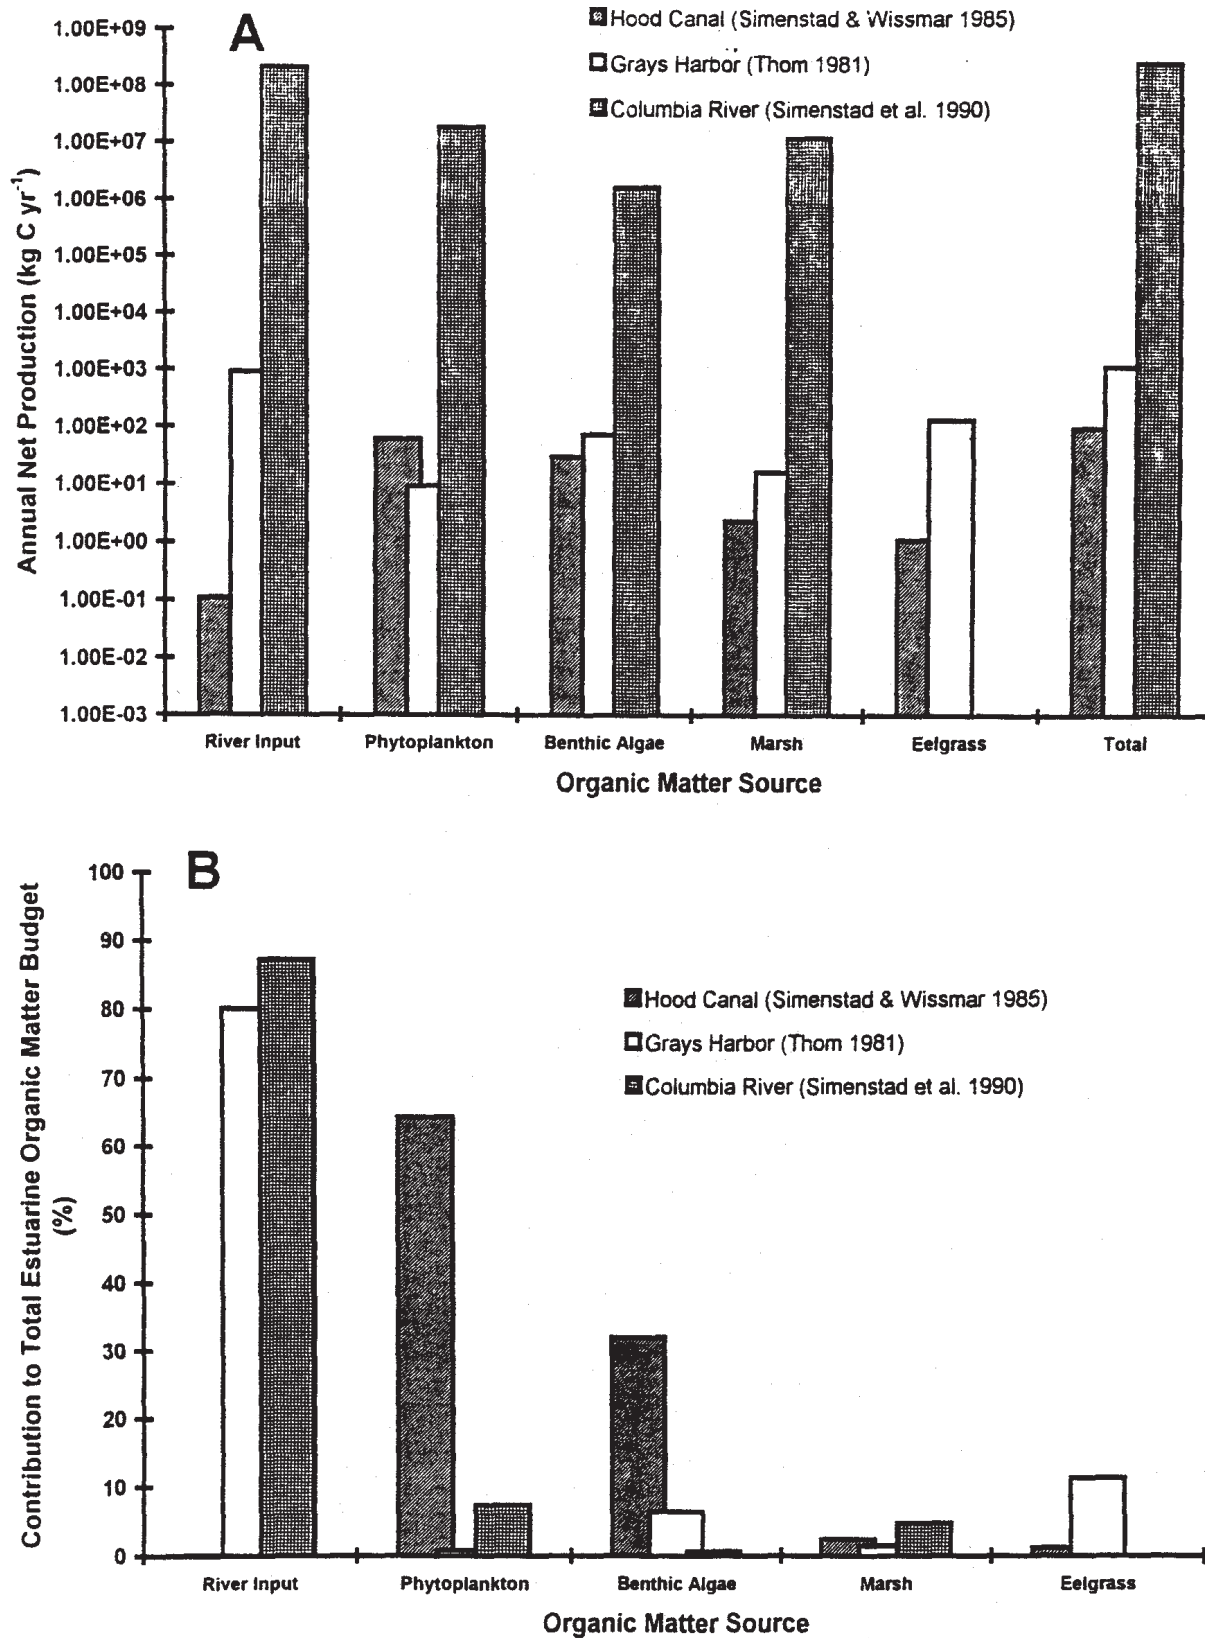 A
Hood Canal (Simenstad & Wissmar 1985)
Grays Harbor (Thom 1981)
Columbia River (Simenstad et al. 1990)
Annual Net Production (kg C yr-1)
1.00E+09
1.00E+08
1.00E+07
1.00E+06
1.00E+05
1.00E+04
1.00E+03
1.00E+02
1.00E+01
1.00E+00
1.00E-01
1.00E-02
1.00E-03
River Input Phytoplankton Benthic Algae Marsh Eelgrass Total
Organic Matter Source
B
Contribution to Total Estuarine Organic Matter Budget
(%)
100
90
80
70
60
50
40
30
20
10
0
Hood Canal (Simenstad & Wissmar 1985)
Grays Harbor (Thom 1981)
Columbia River (Simenstad et al. 1990)
River Input Phytoplankton Benthic Algae Marsh Eelgrass
Organic Matter Source